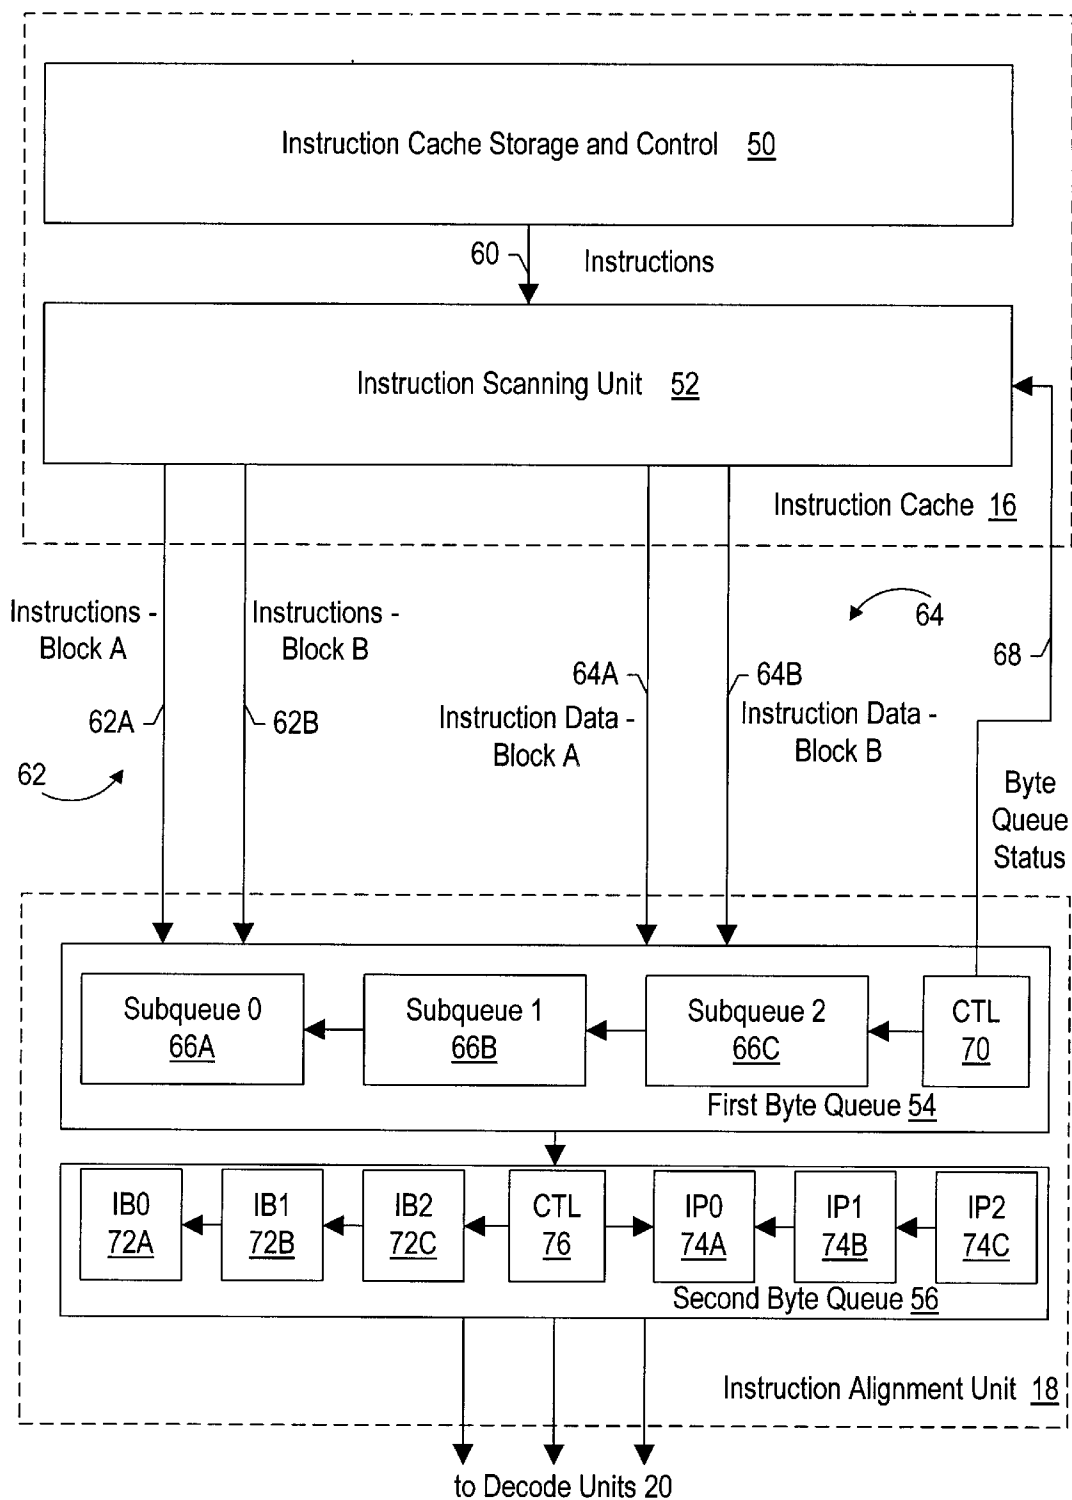 Instruction Cache Storage and Control 50
60
Instructions
Instruction Scanning Unit 52
Instruction Cache 16
Instructions -
Block A
Instructions -
Block B
64
68
64A
64B
62A
62B
Instruction Data -
Block A
Instruction Data -
Block B
62
Byte
Queue
Status
Subqueue 0
66A
Subqueue 1
66B
Subqueue 2
66C
CTL
70
First Byte Queue 54
IB0
72A
IB1
72B
IB2
72C
CTL
76
IP0
74A
IP1
74B
IP2
74C
Second Byte Queue 56
Instruction Alignment Unit 18
to Decode Units 20